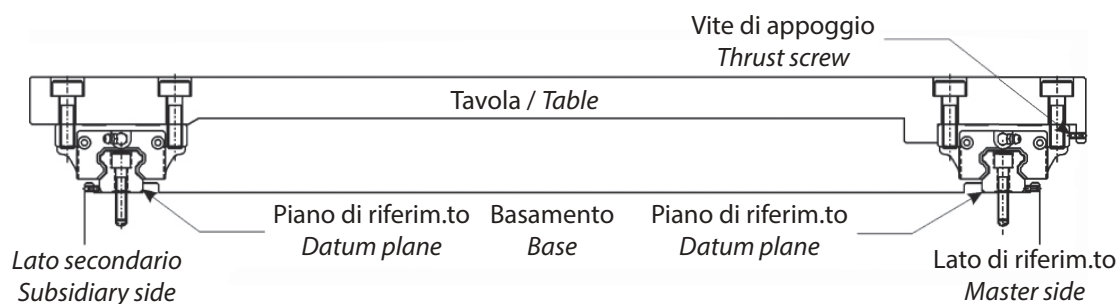 Vite di appoggio
Thrust screw
Tavola / Table
Piano di riferim.to
Datum plane
Basamento
Base
Piano di riferim.to
Datum plane
Lato secondario
Subsidiary side
Lato di riferim.to
Master side